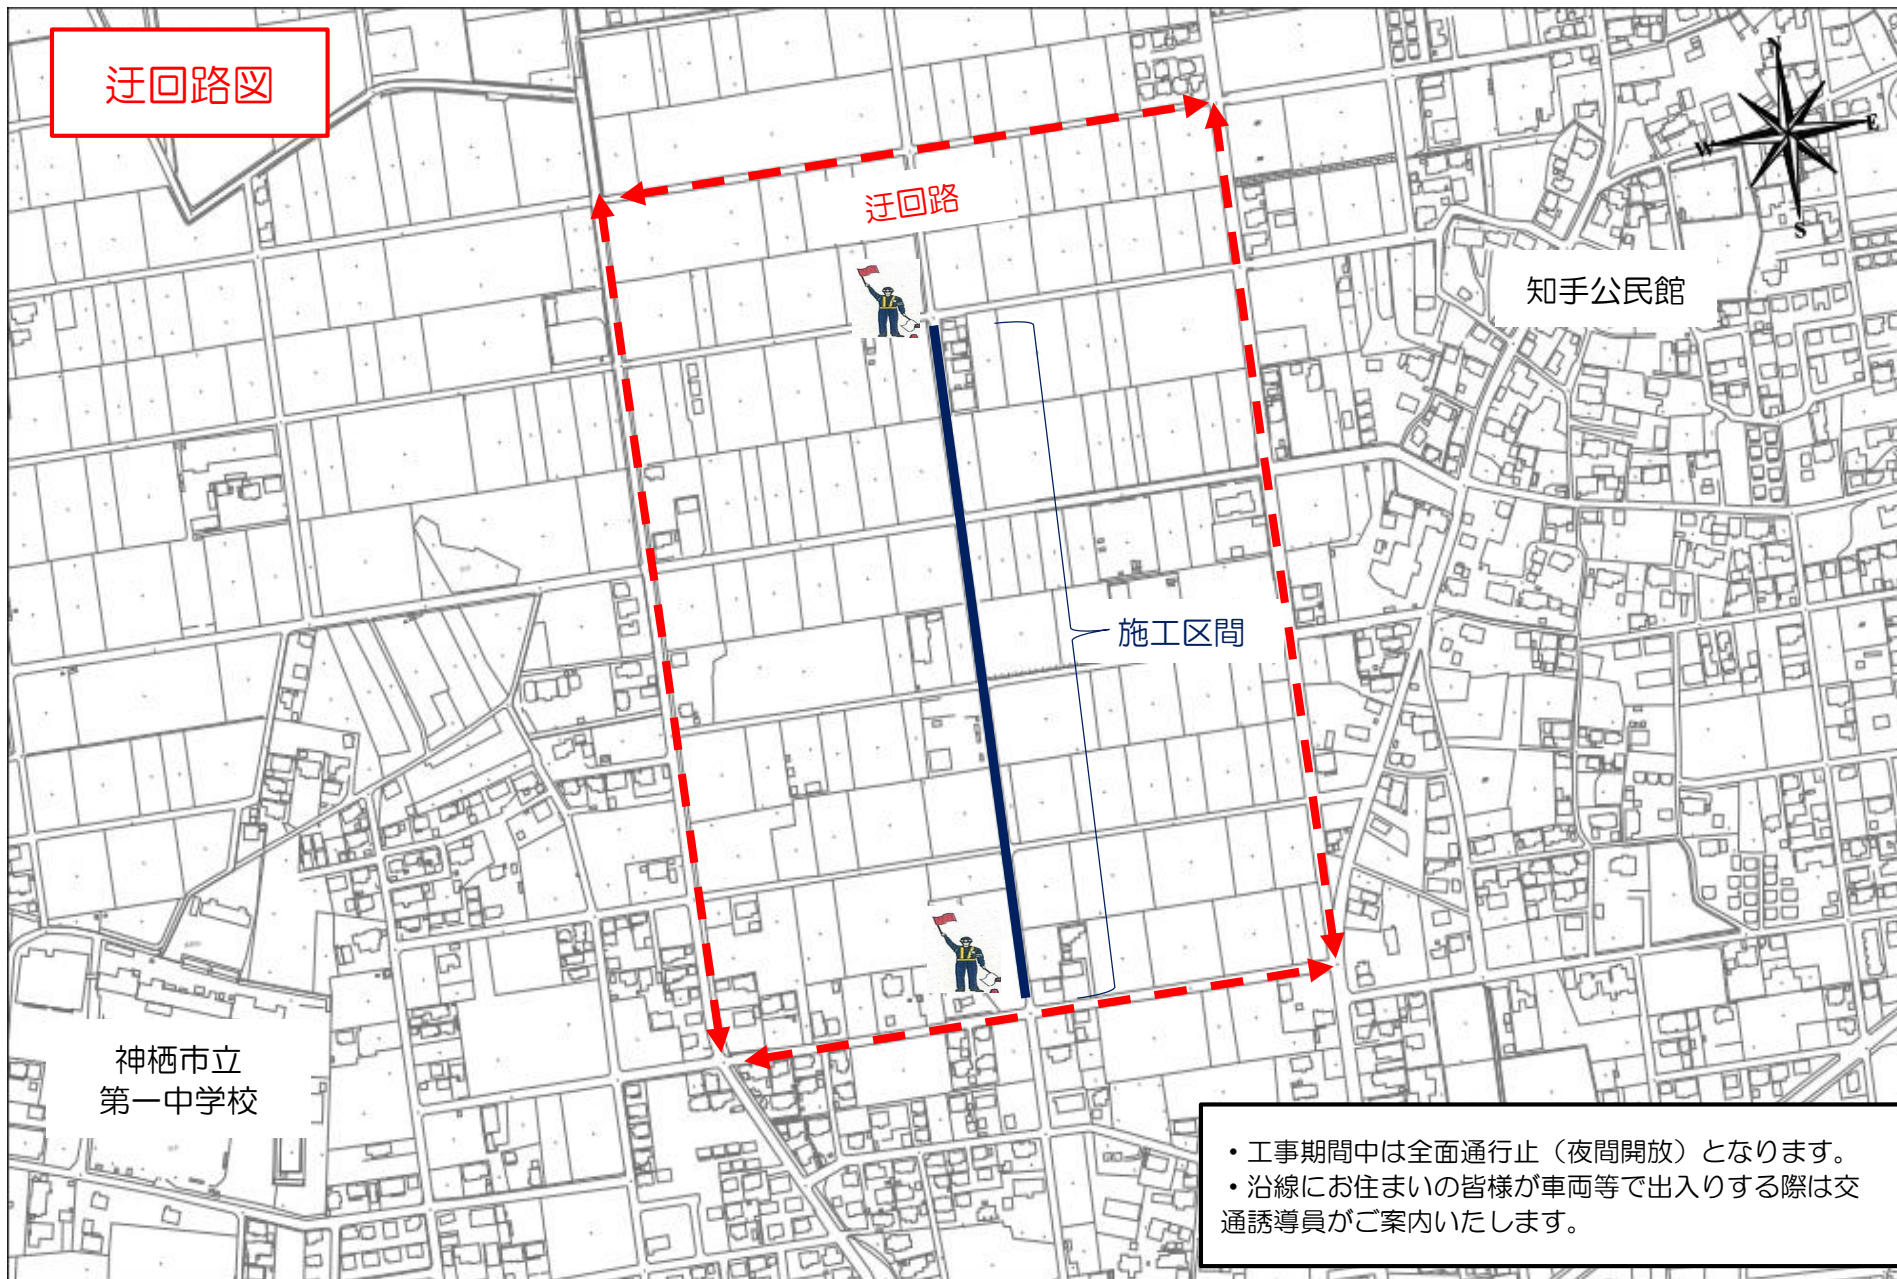 迂回路図
N
E
W
S
迂回路
知手公民館
施工区間
神栖市立
第一中学校
・工事期間中は全面通行止（夜間開放）となります。
・沿線にお住まいの皆様が車両等で出入りする際は交
通誘導員がご案内いたします。